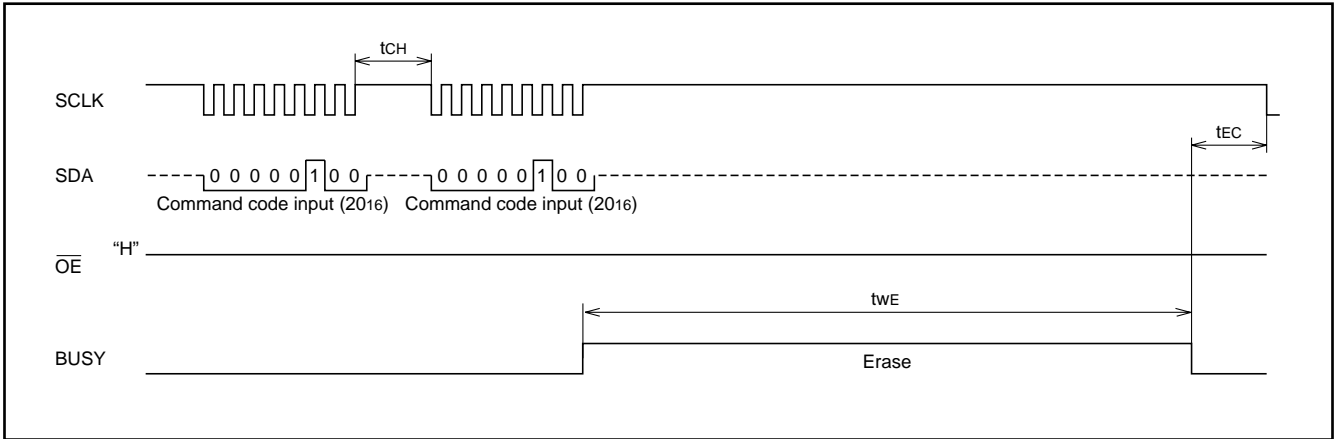 tCH
SCLK
tEC
SDA
0 0 0 0 0 1 0 0
0 0 0 0 0 1 0 0
Command code input (2016)
Command code input (2016)
"H"
OE
twE
BUSY
Erase